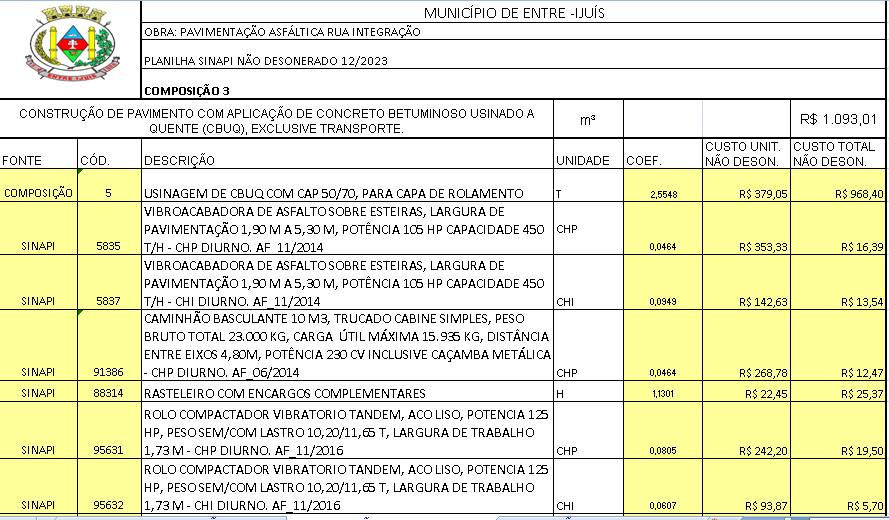 MUNICÍPIO DE ENTRE -IJUÍS
OBRA: PAVIMENTAÇÃO ASFÁLTICA RUA INTEGRAÇÃO
PLANILHA SINAPI NÃO DESONERADO 12/2023
COMPOSIÇÃO 3
CONSTRUÇÃO DE PAVIMENTO COM APLICAÇÃO DE CONCRETO BETUMINOSO USINADO A
QUENTE (CBUQ), EXCLUSIVE TRANSPORTE.
m³
R$ 1.093,01
FONTE CÓD. DESCRIÇÃO UNIDADE COEF. CUSTO UNIT. NÃO DESON. CUSTO TOTAL NÃO DESON.
COMPOSIÇÃO 5 USINAGEM DE CBUQ COM CAP 50/70, PARA CAPA DE ROLAMENTO T 2,5548 R$ 379,05 R$ 968,40
VIBROACABADORA DE ASFALTO SOBRE ESTEIRAS, LARGURA DE
PAVIMENTAÇÃO 1,90 M A 5,30 M, POTÊNCIA 105 HP CAPACIDADE 450 CHP
SINAPI 5835 T/H - CHP DIURNO. AF_11/2014 0,0464 R$ 353,33 R$ 16,39
VIBROACABADORA DE ASFALTO SOBRE ESTEIRAS, LARGURA DE
PAVIMENTAÇÃO 1,90 M A 5,30 M, POTÊNCIA 105 HP CAPACIDADE 450
SINAPI 5837 T/H - CHI DIURNO. AF_11/2014 CHI 0,0949 R$ 142,63 R$ 13,54
CAMINHÃO BASCULANTE 10 M3, TRUCADO CABINE SIMPLES, PESO
BRUTO TOTAL 23.000 KG, CARGA ÚTIL MÁXIMA 15.935 KG, DISTÂNCIA
ENTRE EIXOS 4,80M, POTÊNCIA 230 CV INCLUSIVE CAÇAMBA METÁLICA
SINAPI 91386 - CHP DIURNO. AF_06/2014 CHP 0,0464 R$ 268,78 R$ 12,47
SINAPI 88314 RASTELEIRO COM ENCARGOS COMPLEMENTARES H 1,1301 R$ 22,45 R$ 25,37
ROLO COMPACTADOR VIBRATORIO TANDEM, ACO LISO, POTENCIA 125
HP, PESO SEM/COM LASTRO 10,20/11,65 T, LARGURA DE TRABALHO
SINAPI 95631 1,73 M - CHP DIURNO. AF_11/2016 CHP 0,0805 R$ 242,20 R$ 19,50
ROLO COMPACTADOR VIBRATORIO TANDEM, ACO LISO, POTENCIA 125
HP, PESO SEM/COM LASTRO 10,20/11,65 T, LARGURA DE TRABALHO
SINAPI 95632 1,73 M - CHI DIURNO. AF_11/2016 CHI 0,0607 R$ 93,87 R$ 5,70